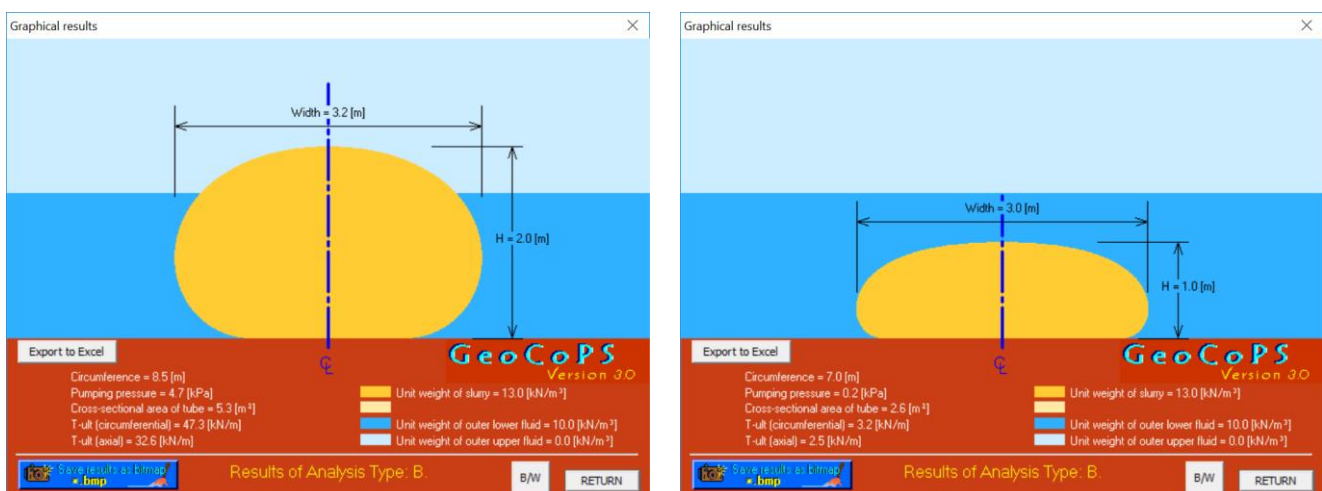 Graphical results
Width = 3.2 [m]
H = 2.0 [m]
Export to Excel
GeoCoPS
Version 3.0
CL
Circumference = 8.5 [m]
Pumping pressure = 4.7 [kPa]
Cross-sectional area of tube = 5.3 [m³]
T-ult (circumferential) = 47.3 [kN/m]
T-ult (axial) = 32.6 [kN/m]
Unit weight of slurry = 13.0 [kN/m³]
Unit weight of outer lower fluid = 10.0 [kN/m³]
Unit weight of outer upper fluid = 0.0 [kN/m³]
Save results as bitmap
*.bmp
Results of Analysis Type: B.
B/W
RETURN
Graphical results
Width = 3.0 [m]
H = 1.0 [m]
Export to Excel
GeoCoPS
Version 3.0
CL
Circumference = 7.0 [m]
Pumping pressure = 0.2 [kPa]
Cross-sectional area of tube = 2.6 [m³]
T-ult (circumferential) = 3.2 [kN/m]
T-ult (axial) = 2.5 [kN/m]
Unit weight of slurry = 13.0 [kN/m³]
Unit weight of outer lower fluid = 10.0 [kN/m³]
Unit weight of outer upper fluid = 0.0 [kN/m³]
Save results as bitmap
*.bmp
Results of Analysis Type: B.
B/W
RETURN